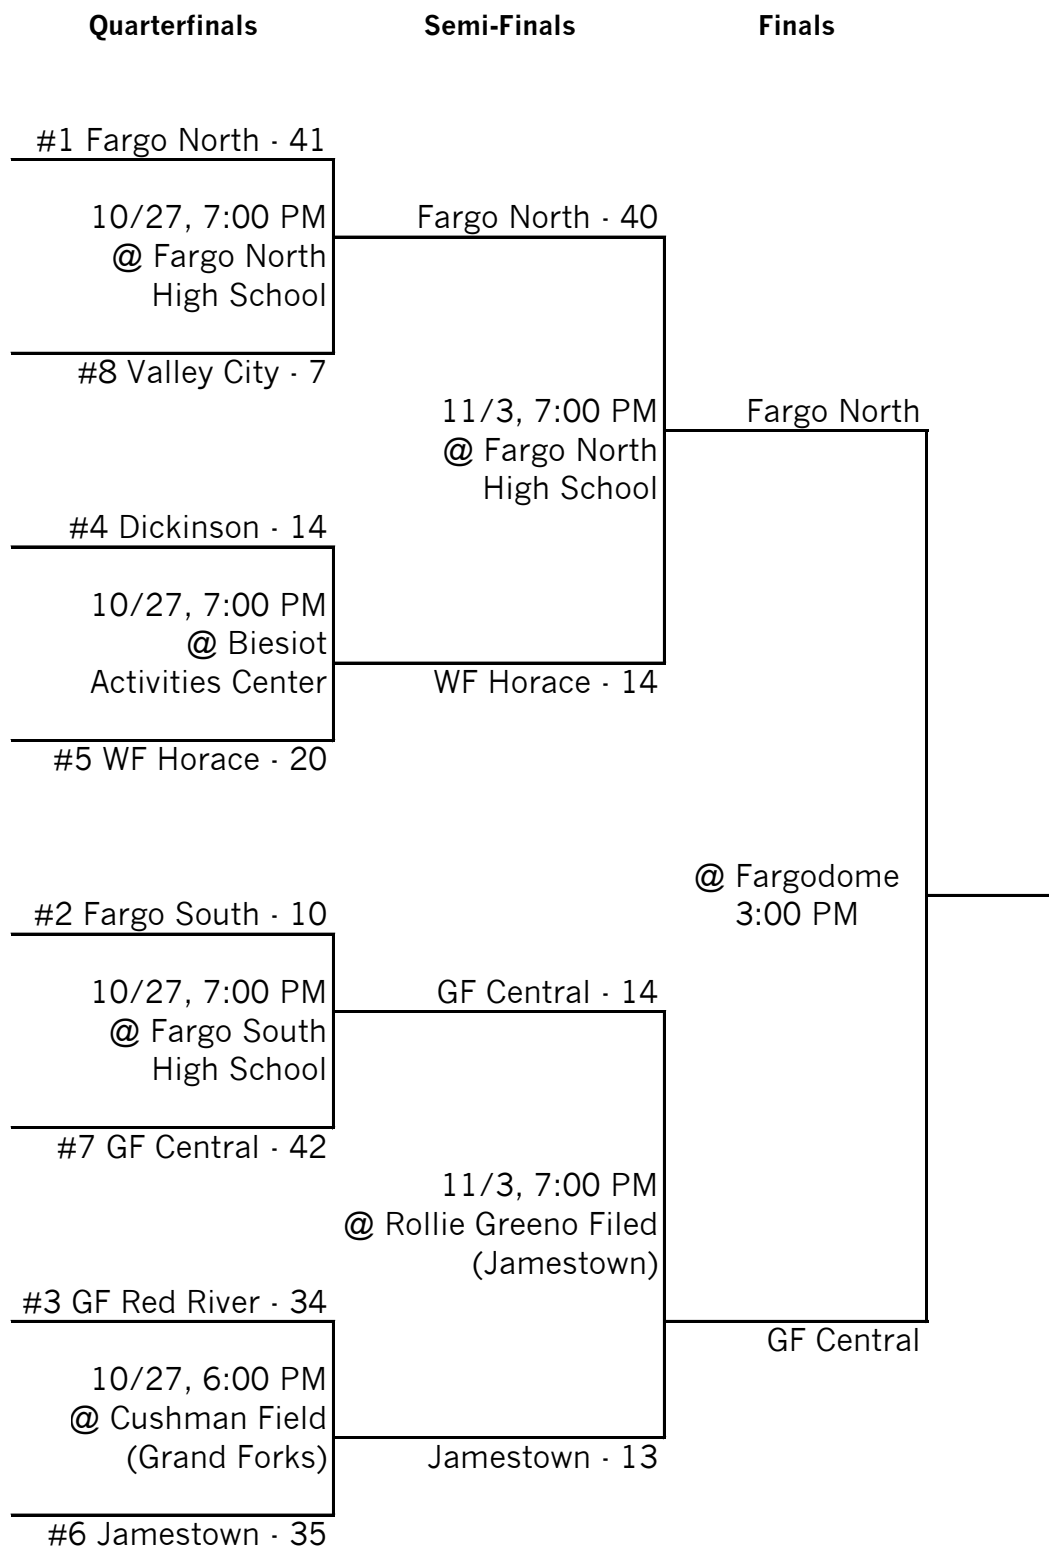 Quarterfinals Semi-Finals Finals
#1 Fargo North - 41
10/27, 7:00 PM
@ Fargo North
High School
#8 Valley City - 7
Fargo North - 40
11/3, 7:00 PM
@ Fargo North
High School
WF Horace - 14
#4 Dickinson - 14
10/27, 7:00 PM
@ Biesiot
Activities Center
#5 WF Horace - 20
Fargo North
@ Fargodome
3:00 PM
GF Central
#2 Fargo South - 10
10/27, 7:00 PM
@ Fargo South
High School
#7 GF Central - 42
GF Central - 14
11/3, 7:00 PM
@ Rollie Greeno Filed
(Jamestown)
Jamestown - 13
#3 GF Red River - 34
10/27, 6:00 PM
@ Cushman Field
(Grand Forks)
#6 Jamestown - 35